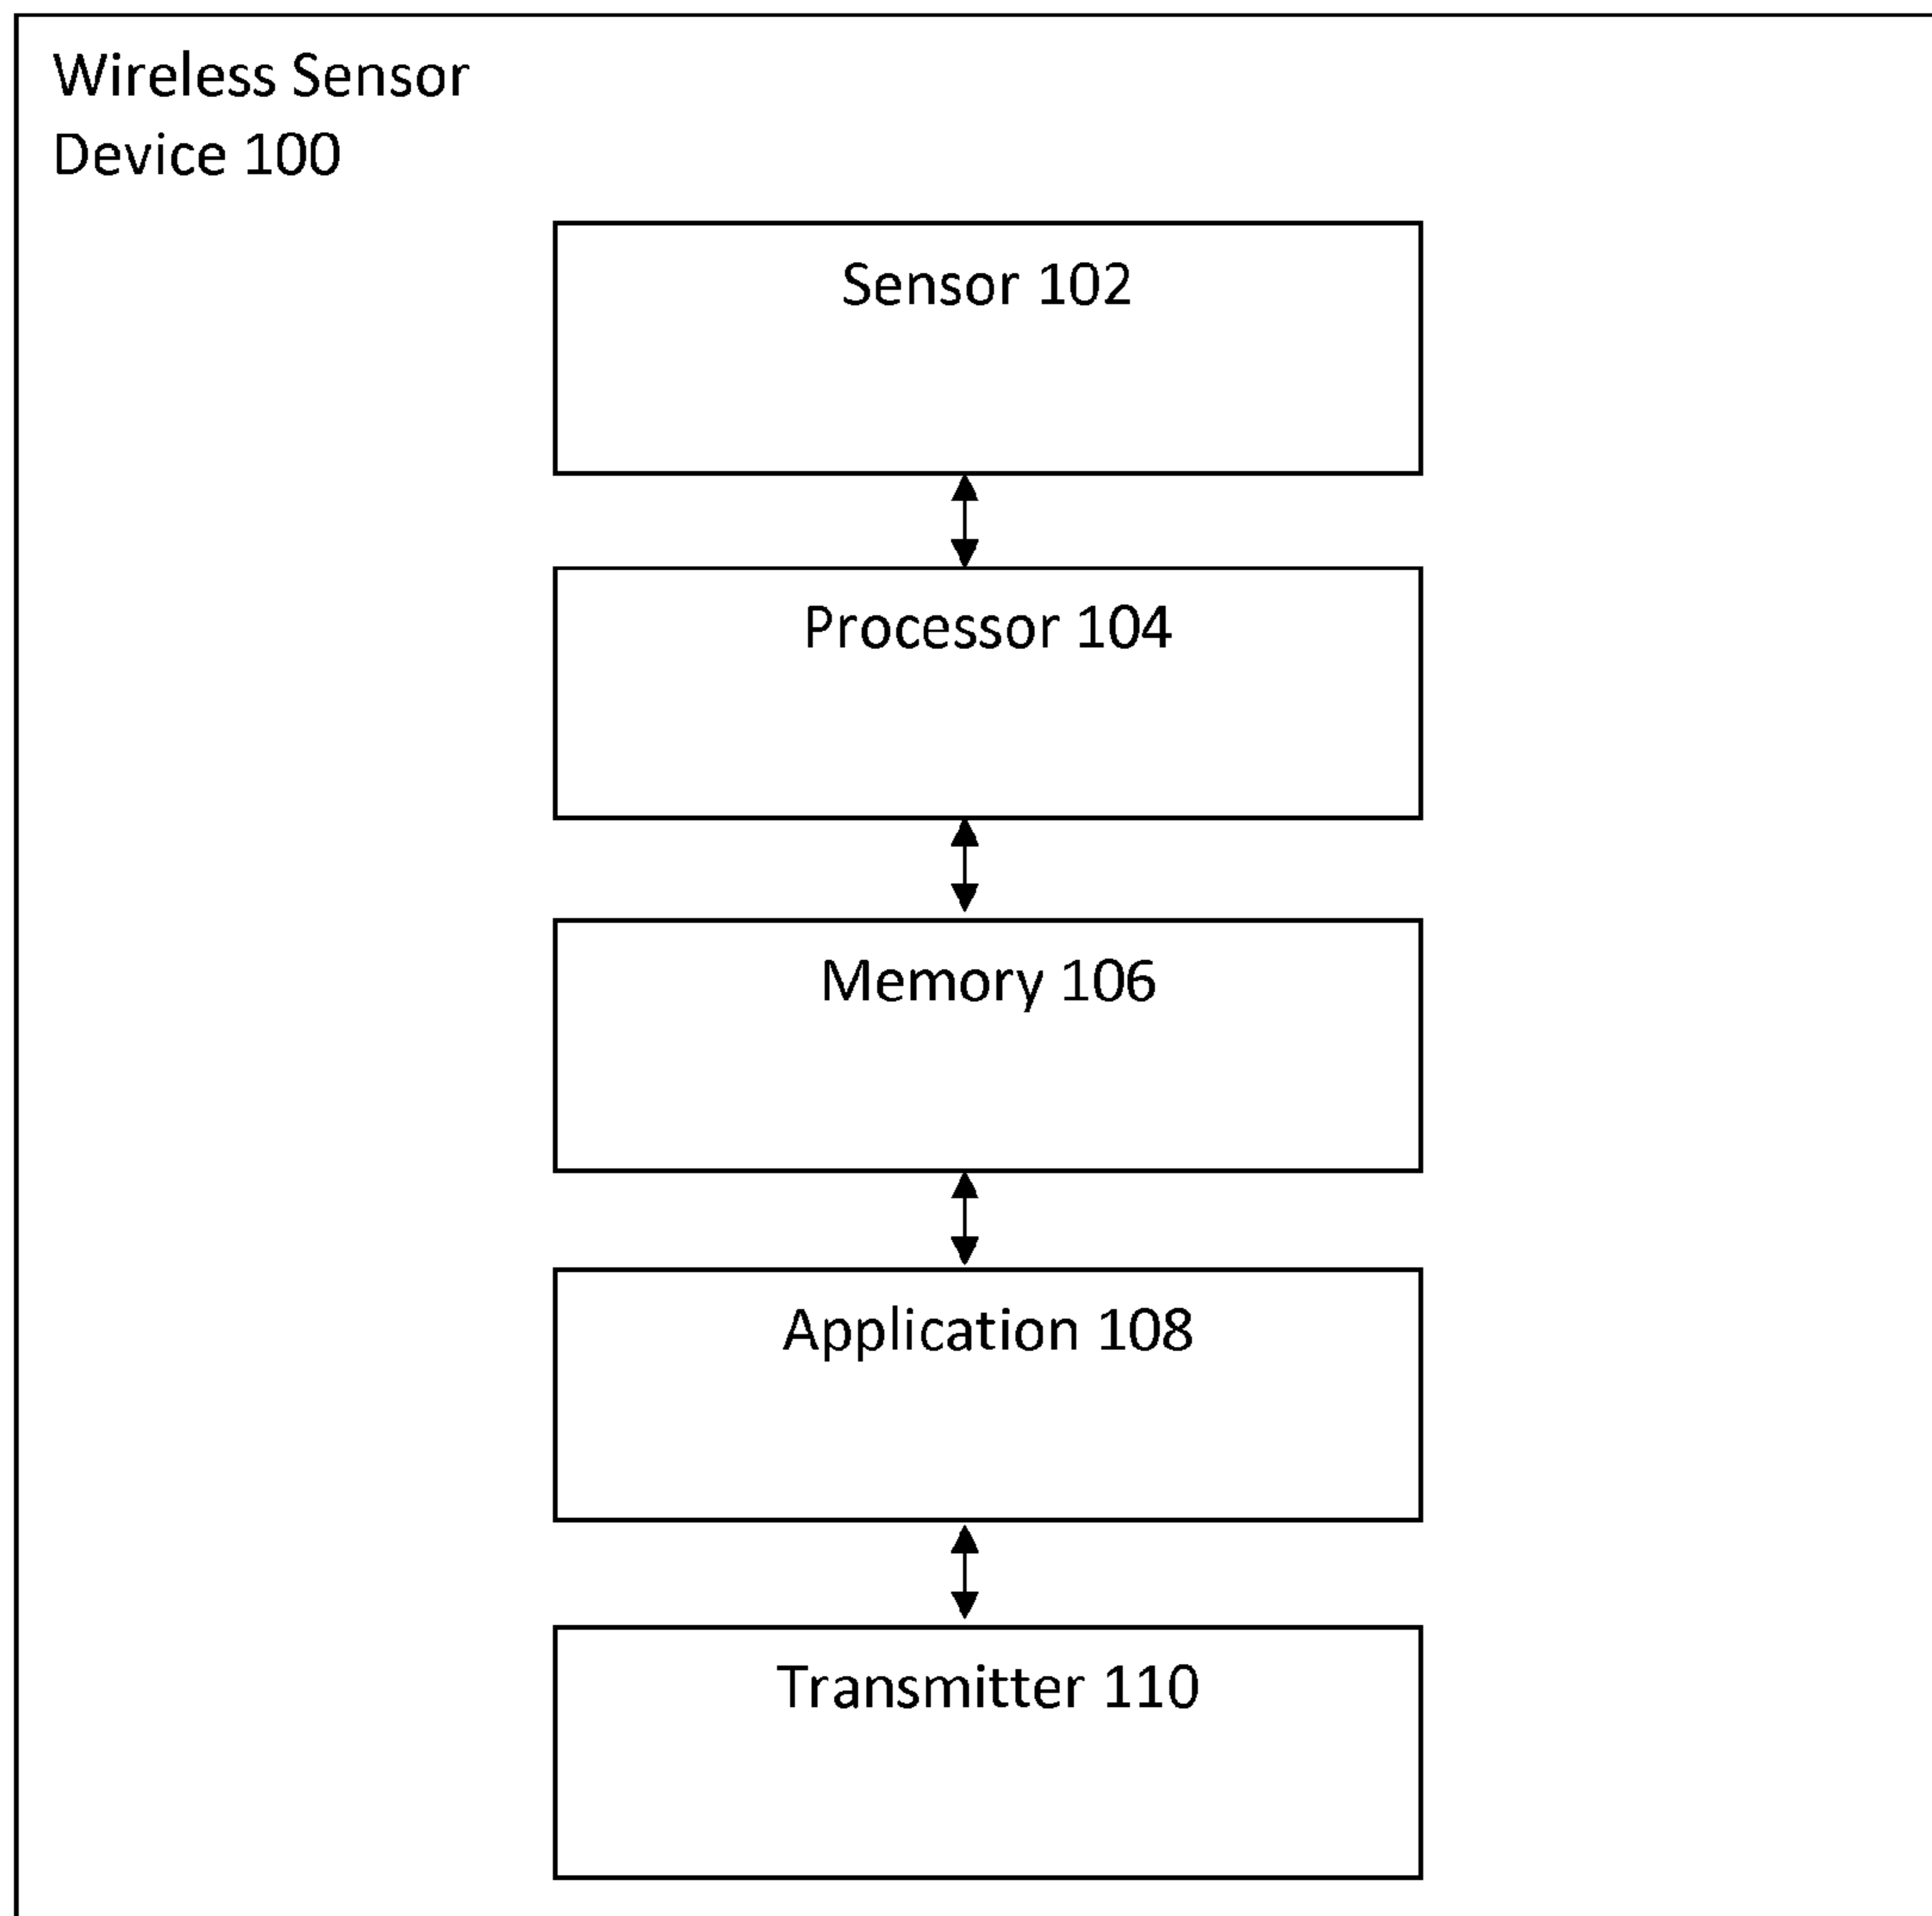 Wireless Sensor
Device 100
Sensor 102
Processor 104
Memory 106
Application 108
Transmitter 110